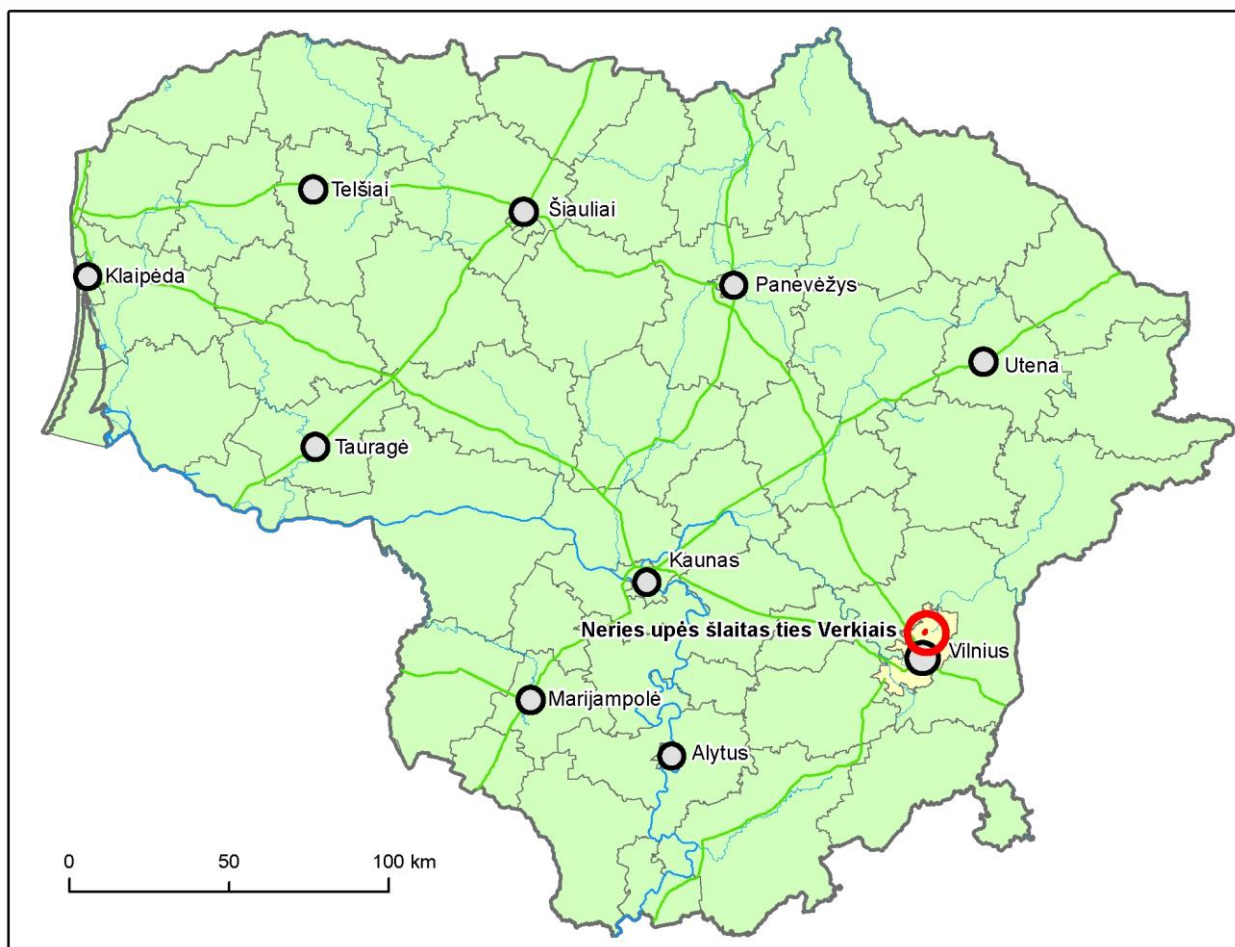 Telšiai
Šiauliai
Klaipėda
Panevėžys
Utena
Tauragė
Kaunas
Neries upės šlaitas ties Verkiais
Vilnius
Marijampolė
Alytus
0 50 100 km